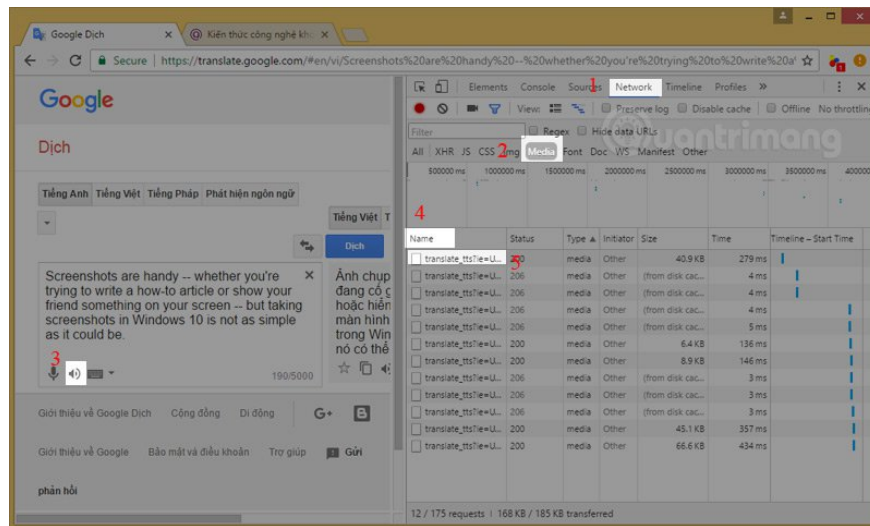 Google Dịch
Kiến thức công nghệ kho
Secure https://translate.google.com/#en/vi/Screenshots%20are%20handy%20--%20whether%20you're%20trying%20to%20write%20a
Google
Dịch
Tiếng Anh Tiếng Việt Tiếng Pháp Phát hiện ngôn ngữ
Tiếng Việt T
Dịch
Screenshots are handy -- whether you're
trying to write a how-to article or show your
friend something on your screen -- but taking
screenshots in Windows 10 is not as simple
as it could be.
3
190/5000
Ảnh chụp
đang cố g
hoặc hiển
màn hình
trong Win
nó có thể
Giới thiệu về Google Dịch Cộng đồng Di động G+ B
Giới thiệu về Google Bảo mật và điều khoản Trợ giúp Gửi
phản hồi
Elements Console Sources 1 Network Timeline Profiles »
View: Preserve log Disable cache Offline No throttlin
Filter Regex Hide data URLs
Quantrimang
All XHR JS CSS 2 Img Media Font Doc WS Manifest Other
500000 ms 1000000 ms 1500000 ms 2000000 ms 2500000 ms 3000000 ms 3500000 ms 400000
4
Name Status Type ▲ Initiator Size Time Timeline – Start Time
translate_tts?ie=U... 200 media Other 40.9 KB 279 ms
5
translate_tts?ie=U... 206 media Other (from disk cac... 4 ms
translate_tts?ie=U... 206 media Other (from disk cac... 4 ms
translate_tts?ie=U... 206 media Other (from disk cac... 4 ms
translate_tts?ie=U... 206 media Other (from disk cac... 5 ms
translate_tts?ie=U... 200 media Other 6.4 KB 136 ms
translate_tts?ie=U... 200 media Other 8.9 KB 146 ms
translate_tts?ie=U... 206 media Other (from disk cac... 3 ms
translate_tts?ie=U... 206 media Other (from disk cac... 3 ms
translate_tts?ie=U... 206 media Other (from disk cac... 3 ms
translate_tts?ie=U... 200 media Other 45.1 KB 357 ms
translate_tts?ie=U... 200 media Other 66.6 KB 434 ms
12 / 175 requests | 168 KB / 185 KB transferred